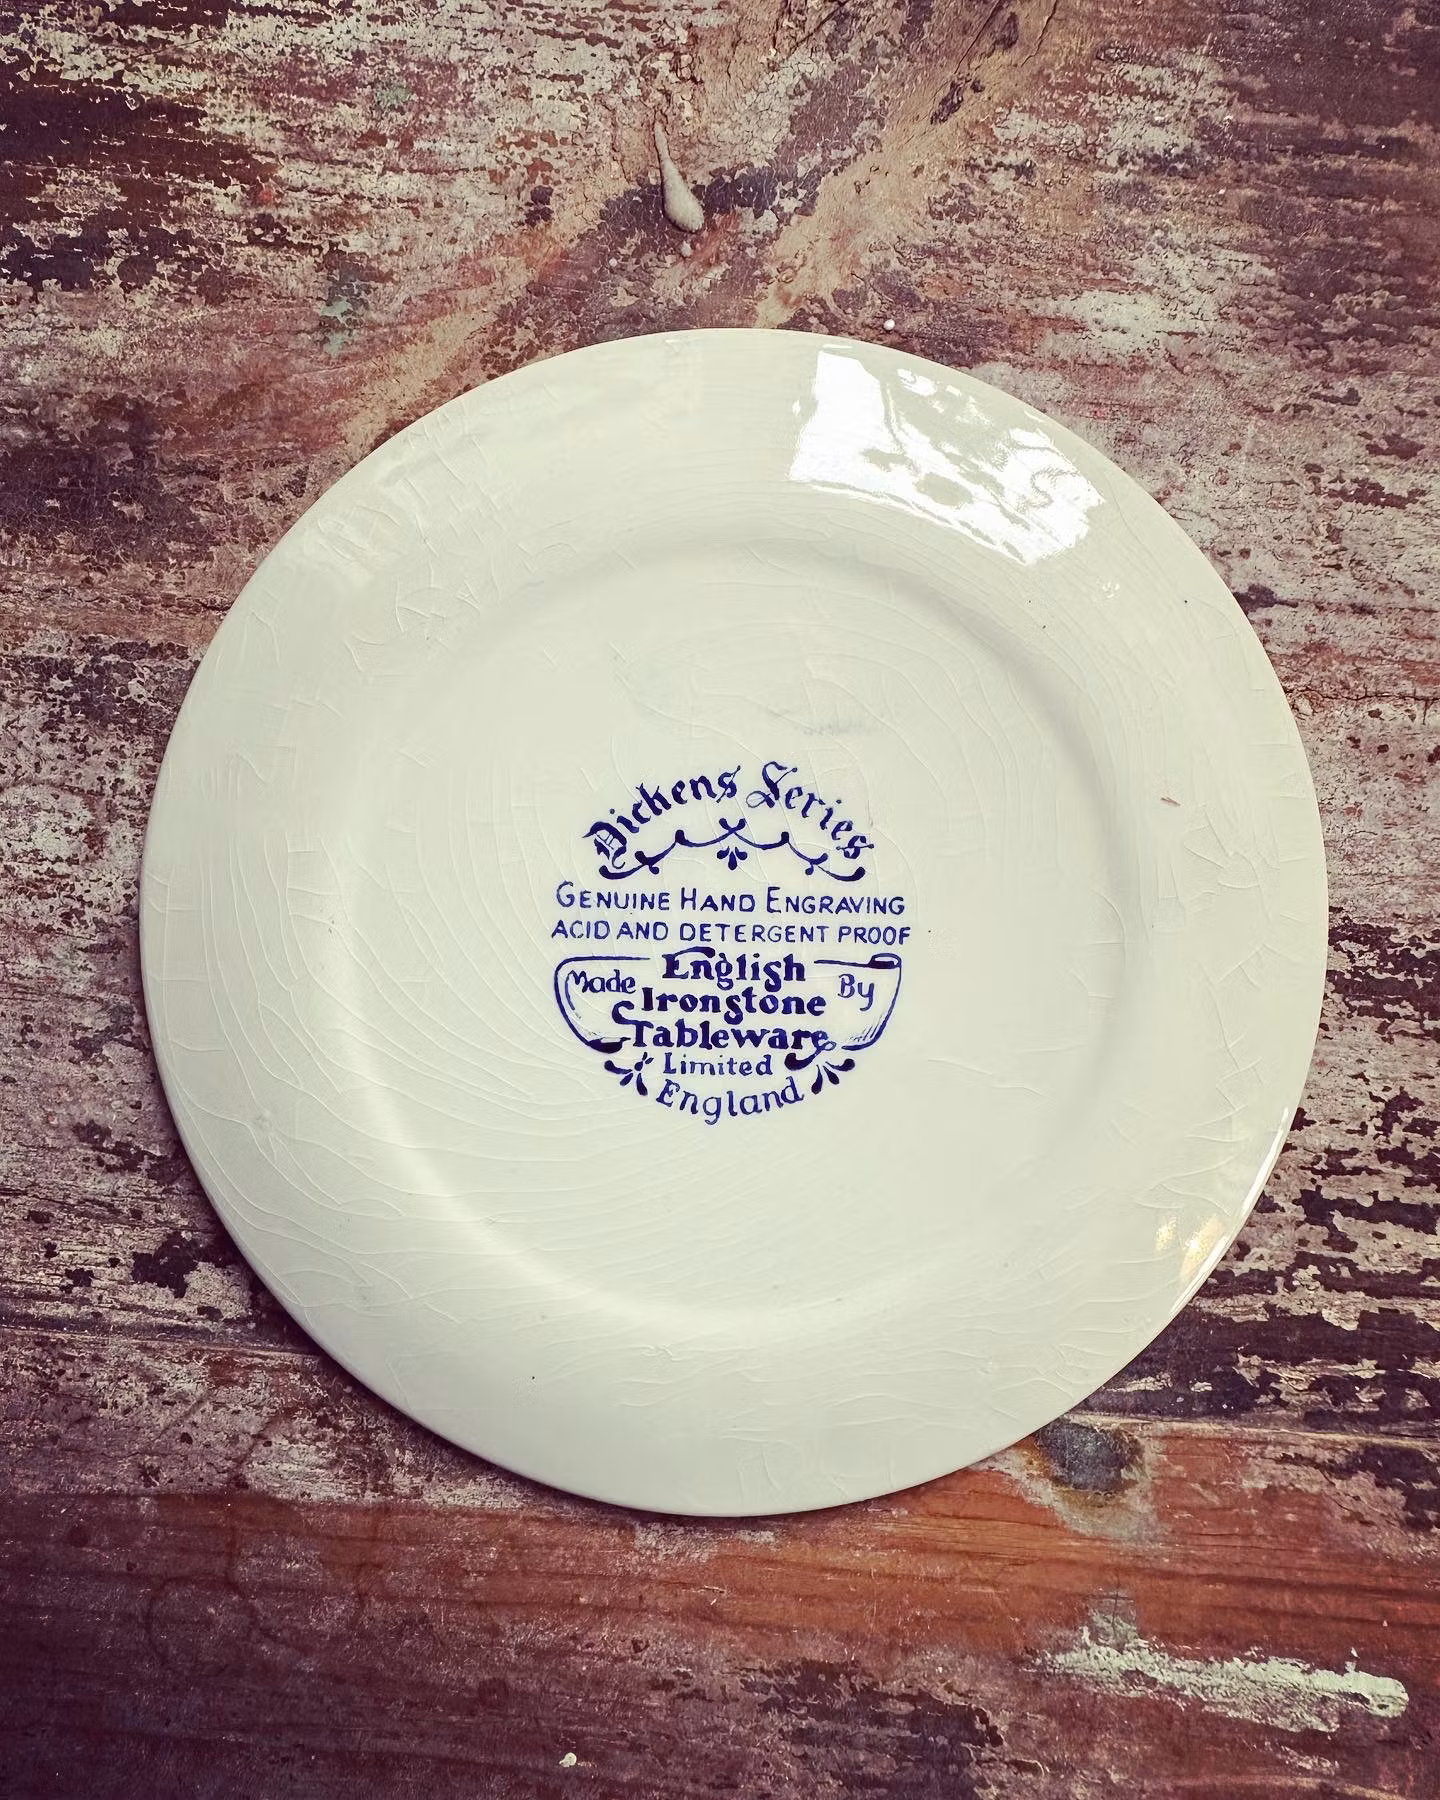 Dickens Series
GENUINE HAND ENGRAVING
ACID AND DETERGENT PROOF
Made English By
Ironstone
Tableware
Limited
England